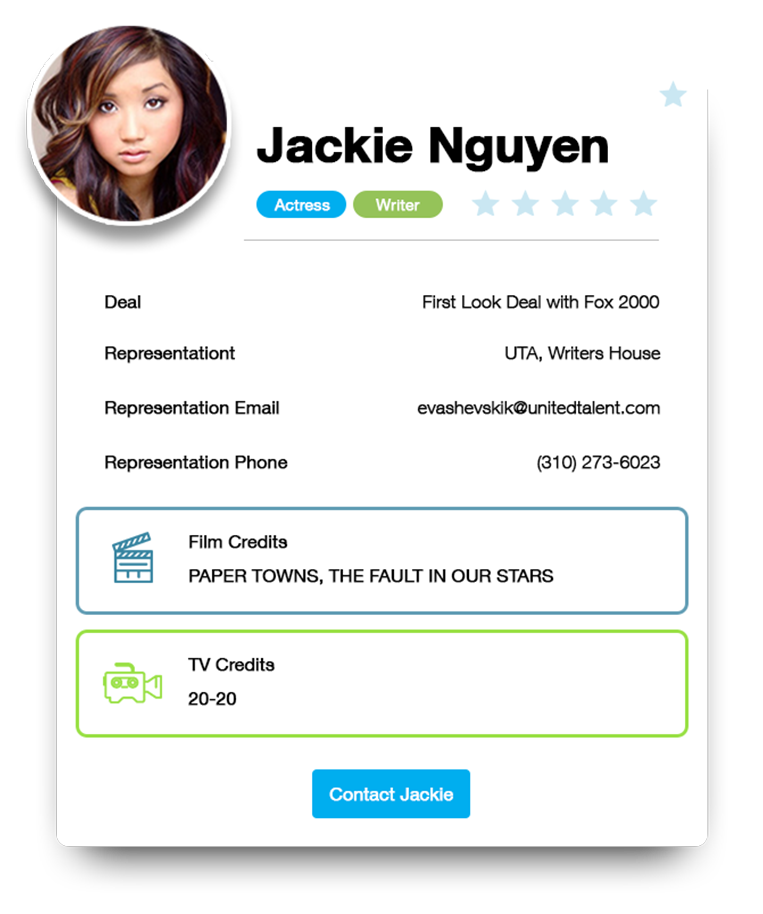 Jackie Nguyen
Actress Writer
Deal First Look Deal with Fox 2000
Representationt UTA, Writers House
Representation Email evashevskik@unitedtalent.com
Representation Phone (310) 273-6023
Film Credits
PAPER TOWNS, THE FAULT IN OUR STARS
TV Credits
20-20
Contact Jackie